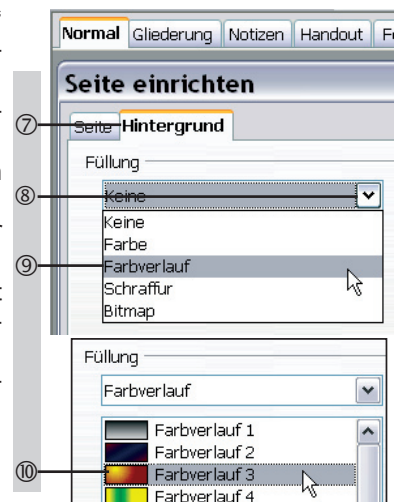 Normal Gliederung Notizen Handout
Seite einrichten
⑦ Seite Hintergrund
Füllung
⑧ Keine
Keine
Farbe
⑨ Farbverlauf
Schraffur
Bitmap
Füllung
Farbverlauf
Farbverlauf 1
Farbverlauf 2
⑩ Farbverlauf 3
Farbverlauf 4